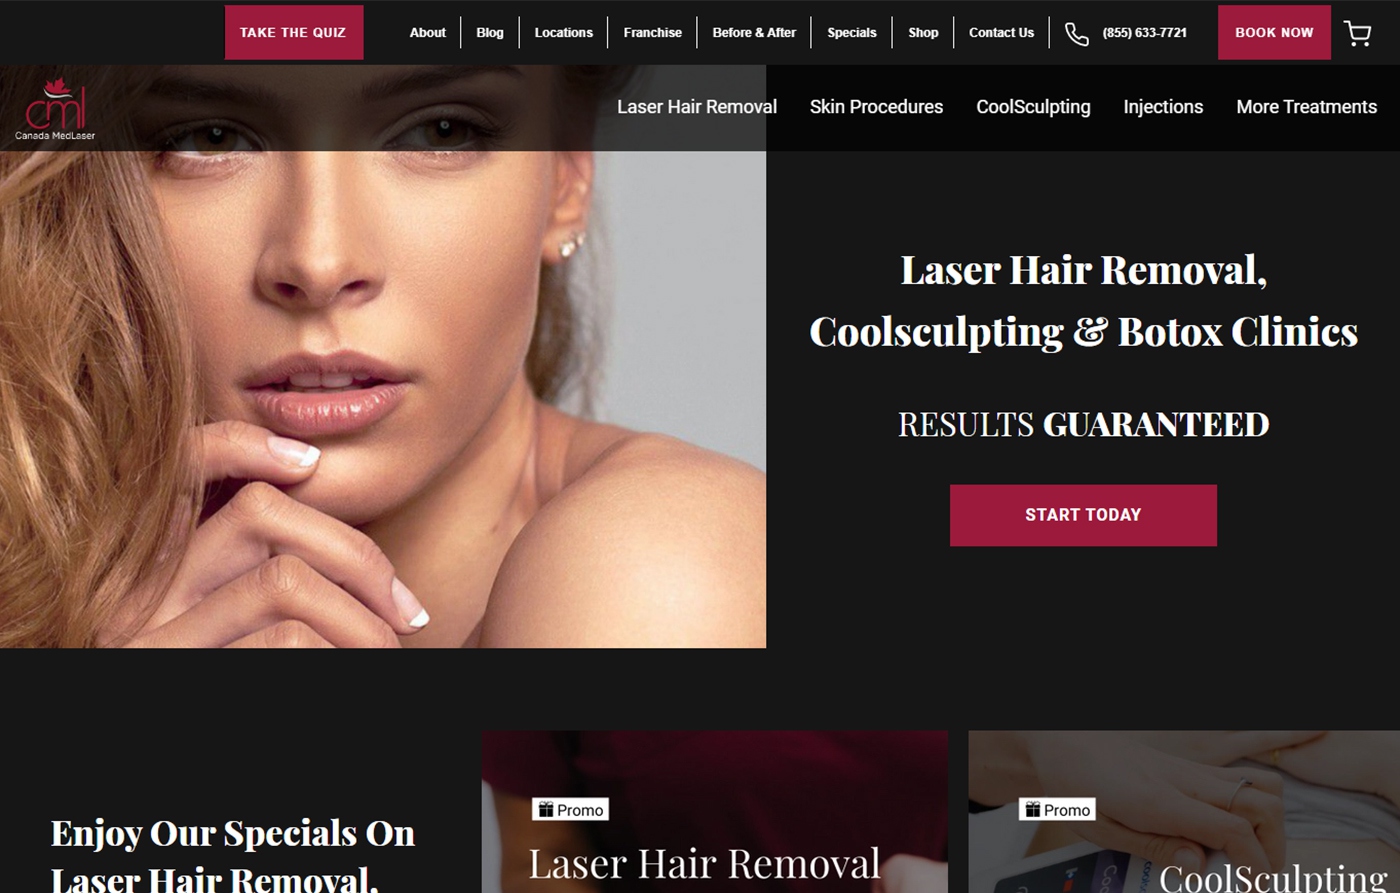 TAKE THE QUIZ
About
Blog
Locations
Franchise
Before & After
Specials
Shop
Contact Us
(855) 633-7721
BOOK NOW
cml
Canada MedLaser
Laser Hair Removal
Skin Procedures
CoolSculpting
Injections
More Treatments
Laser Hair Removal,
Coolsculpting & Botox Clinics
RESULTS GUARANTEED
START TODAY
Enjoy Our Specials On
Laser Hair Removal,
Promo
Laser Hair Removal
Promo
CoolSculpting